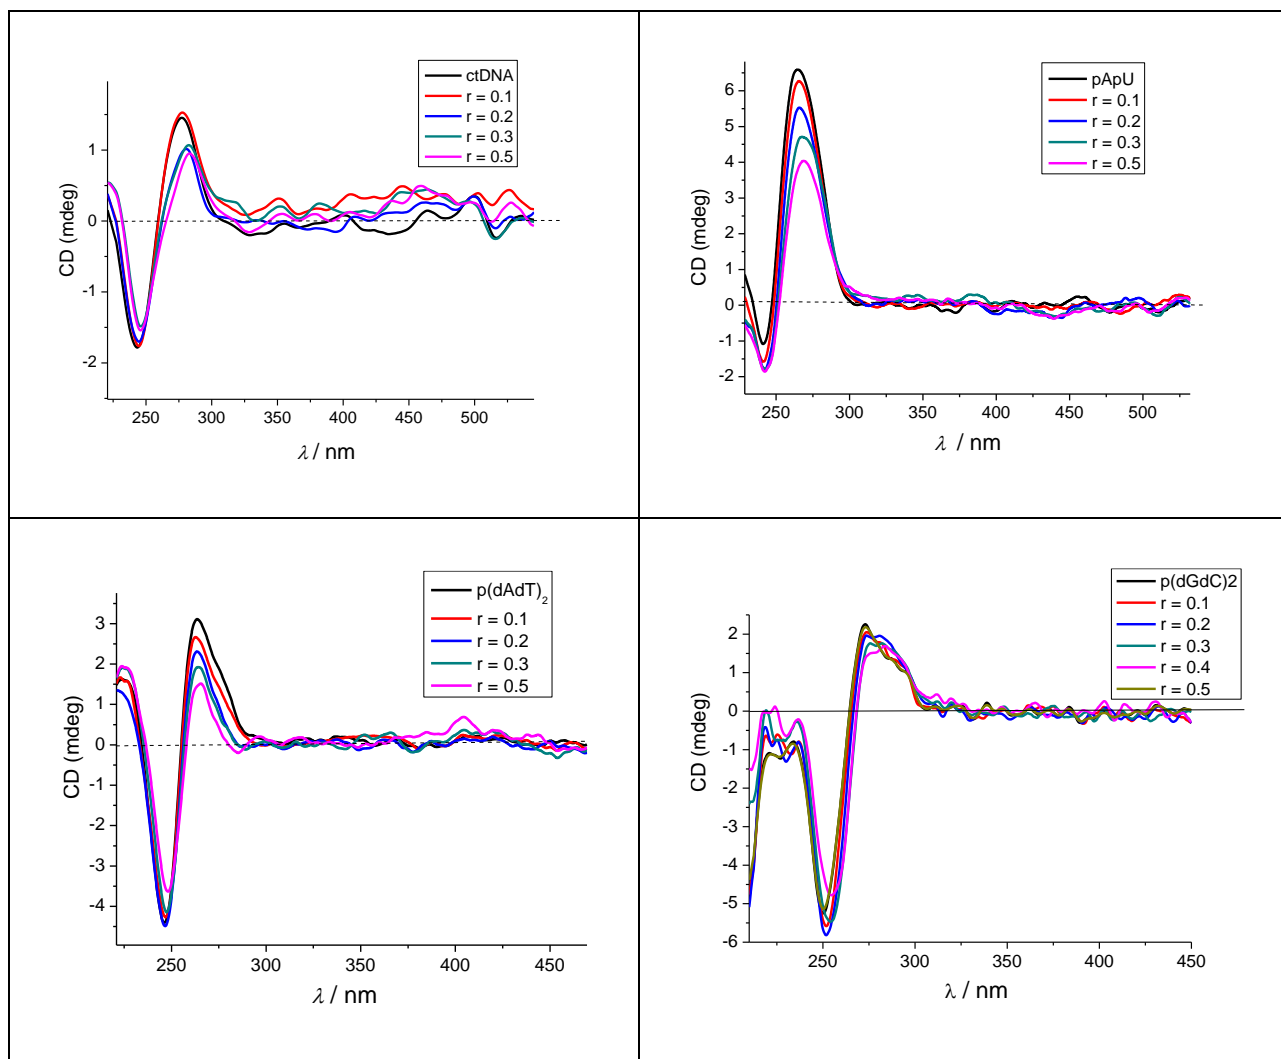 ctDNA
r = 0.1
r = 0.2
r = 0.3
r = 0.5
CD (mdeg)
1
0
-1
-2
250 300 350 400 450 500
λ / nm
pApU
r = 0.1
r = 0.2
r = 0.3
r = 0.5
CD (mdeg)
6
5
4
3
2
1
0
-1
-2
250 300 350 400 450 500
λ / nm
p(dAdT)2
r = 0.1
r = 0.2
r = 0.3
r = 0.5
CD (mdeg)
3
2
1
0
-1
-2
-3
-4
250 300 350 400 450
λ / nm
p(dGdC)2
r = 0.1
r = 0.2
r = 0.3
r = 0.4
r = 0.5
CD (mdeg)
2
1
0
-1
-2
-3
-4
-5
-6
250 300 350 400 450
λ / nm